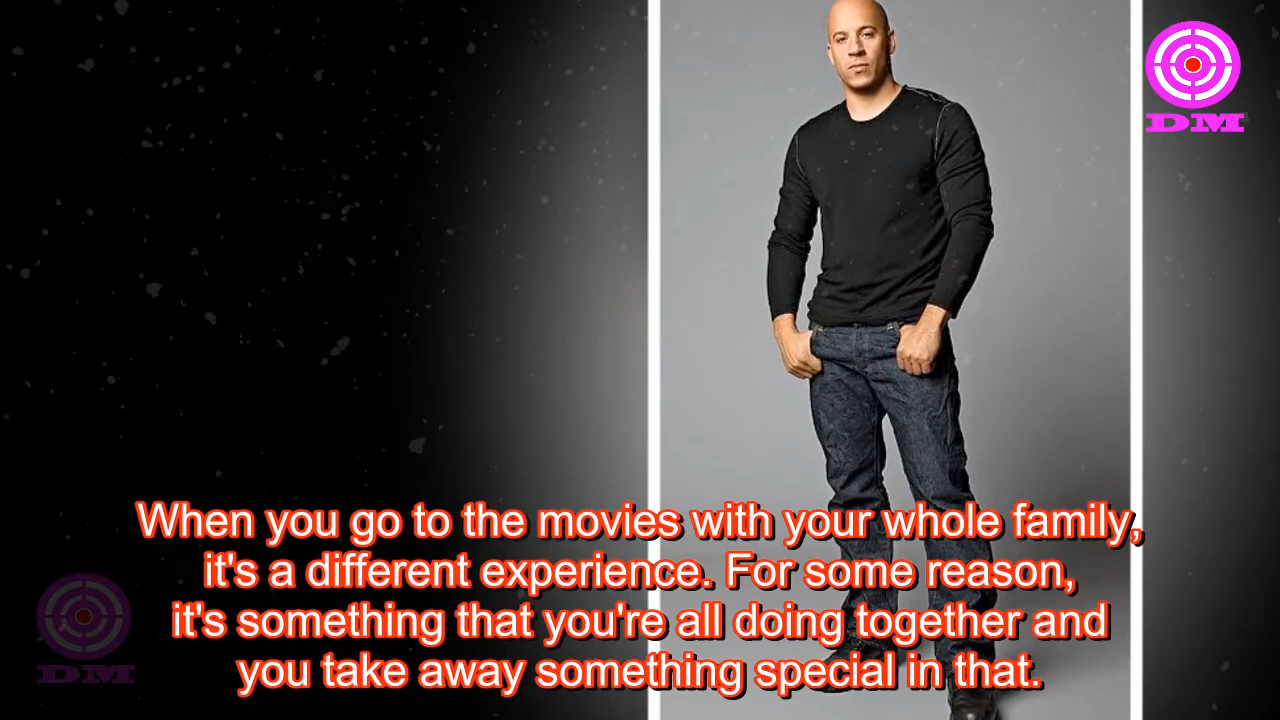 DM
When you go to the movies with your whole family,
it's a different experience. For some reason,
it's something that you're all doing together and
you take away something special in that.
DM